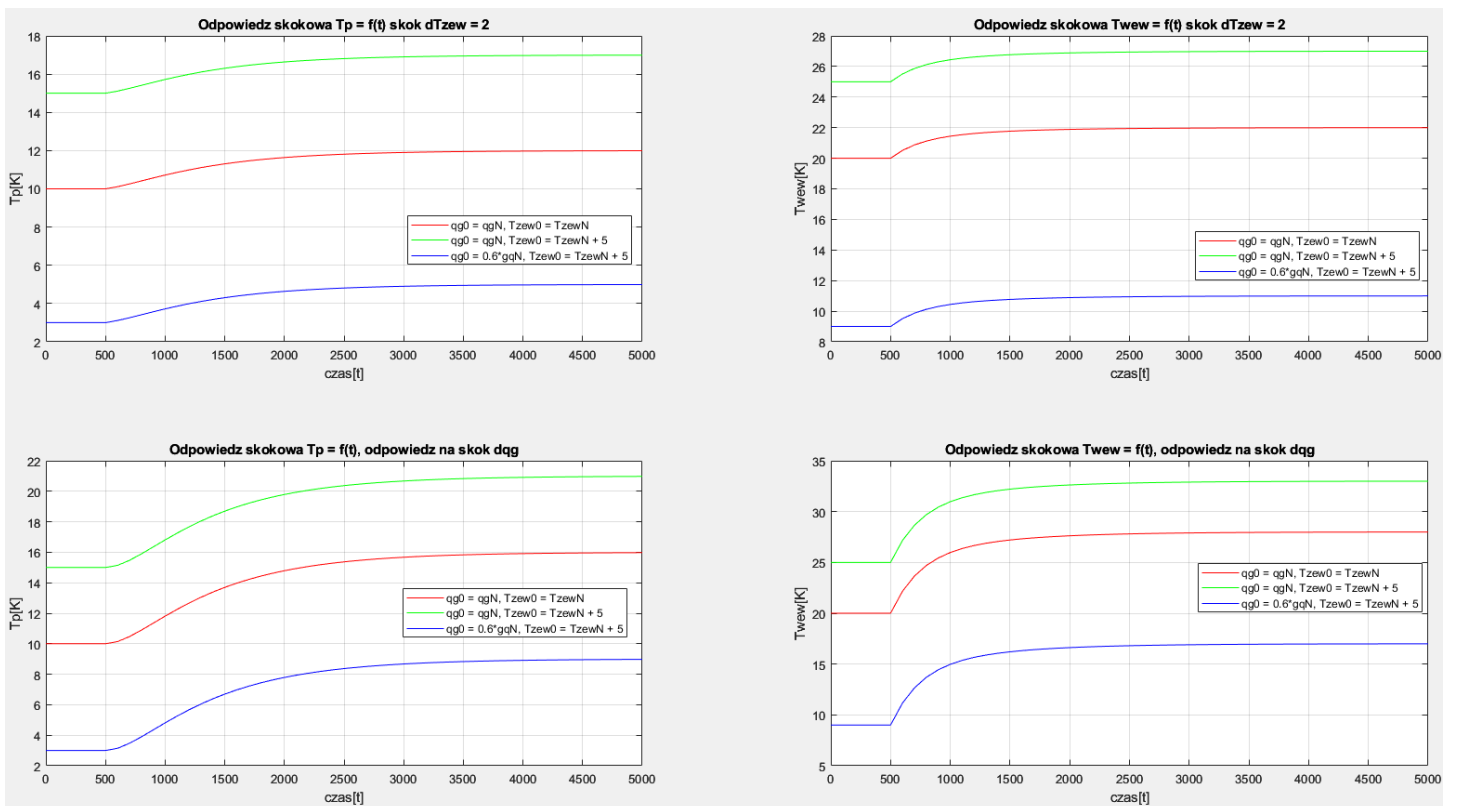 Odpowiedz skokowa Tp = f(t) skok dTzew = 2
18
16
14
12
10
8
6
4
2
Tp[K]
qg0 = qgN, Tzew0 = TzewN
qg0 = qgN, Tzew0 = TzewN + 5
qg0 = 0.6*gqN, Tzew0 = TzewN + 5
0 500 1000 1500 2000 2500 3000 3500 4000 4500 5000
czas[t]
Odpowiedz skokowa Twew = f(t) skok dTzew = 2
28
26
24
22
20
18
16
14
12
10
8
Twew[K]
qg0 = qgN, Tzew0 = TzewN
qg0 = qgN, Tzew0 = TzewN + 5
qg0 = 0.6*gqN, Tzew0 = TzewN + 5
0 500 1000 1500 2000 2500 3000 3500 4000 4500 5000
czas[t]
Odpowiedz skokowa Tp = f(t), odpowiedz na skok dqg
22
20
18
16
14
12
10
8
6
4
2
Tp[K]
qg0 = qgN, Tzew0 = TzewN
qg0 = qgN, Tzew0 = TzewN + 5
qg0 = 0.6*gqN, Tzew0 = TzewN + 5
0 500 1000 1500 2000 2500 3000 3500 4000 4500 5000
czas[t]
Odpowiedz skokowa Twew = f(t), odpowiedz na skok dqg
35
30
25
20
15
10
5
Twew[K]
qg0 = qgN, Tzew0 = TzewN
qg0 = qgN, Tzew0 = TzewN + 5
qg0 = 0.6*gqN, Tzew0 = TzewN + 5
0 500 1000 1500 2000 2500 3000 3500 4000 4500 5000
czas[t]